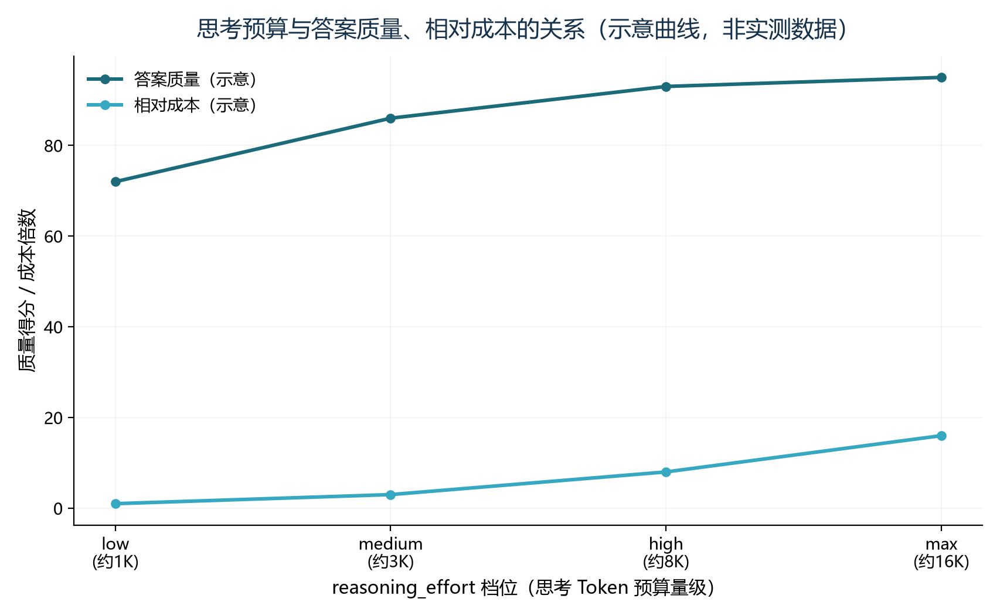 思考预算与答案质量、相对成本的关系（示意曲线，非实测数据）
答案质量（示意）
相对成本（示意）
质量得分 / 成本倍数
80
60
40
20
0
low
(约1K)
medium
(约3K)
high
(约8K)
max
(约16K)
reasoning_effort 档位（思考 Token 预算量级）